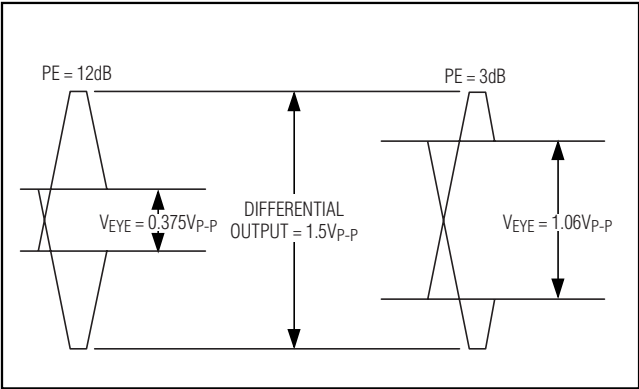 PE = 12dB
PE = 3dB
DIFFERENTIAL
OUTPUT = 1.5VP-P
VEYE = 0.375VP-P
VEYE = 1.06VP-P